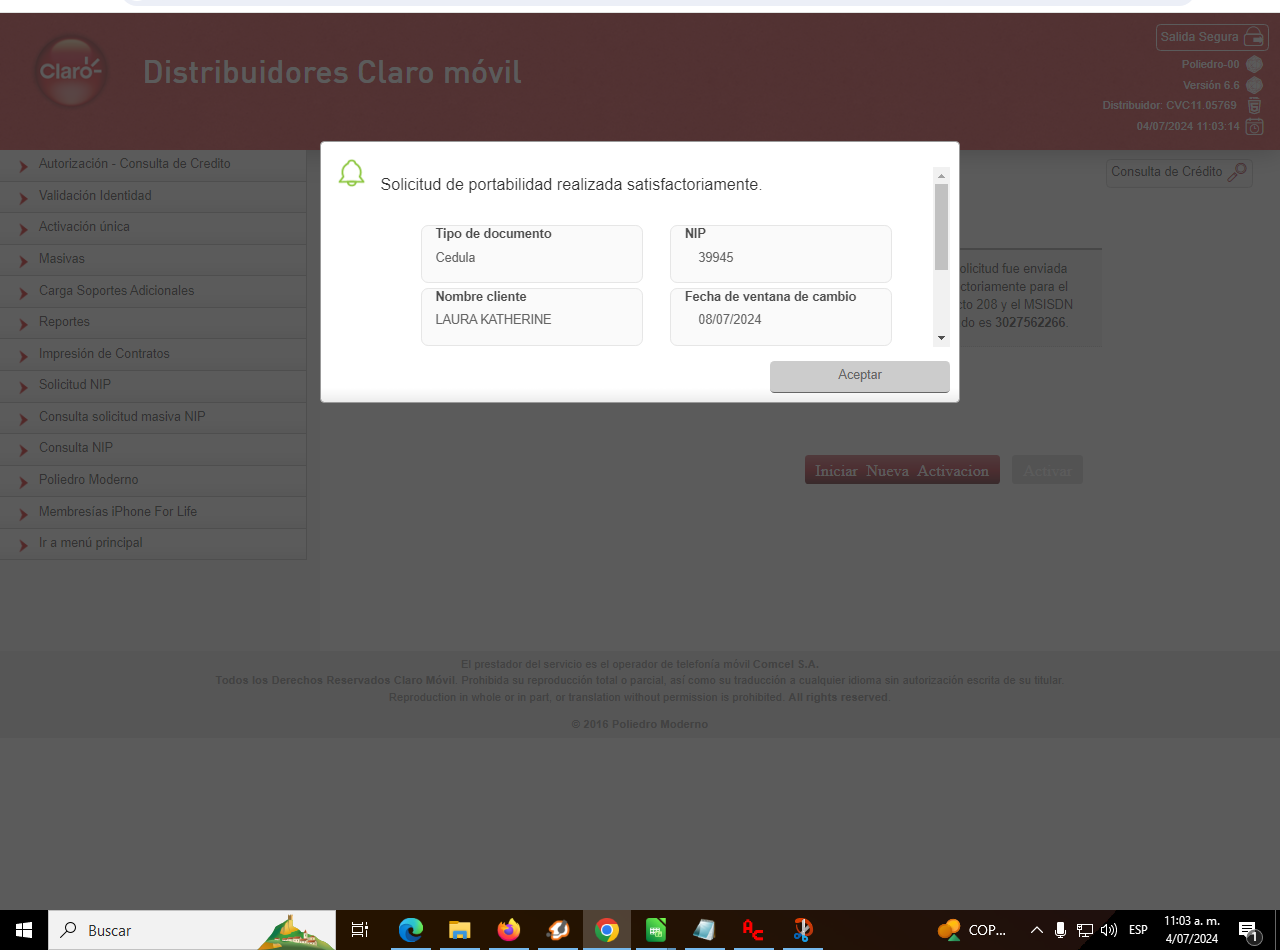 Claro
Distribuidores Claro móvil
Salida Segura
Poliedro-00
Versión 6.6
Distribuidor: CVC11.05769
04/07/2024 11:03:14
Autorización - Consulta de Credito
Validación Identidad
Activación única
Masivas
Carga Soportes Adicionales
Reportes
Impresión de Contratos
Solicitud NIP
Consulta solicitud masiva NIP
Consulta NIP
Poliedro Moderno
Membresías iPhone For Life
Ir a menú principal
Consulta de Crédito
Solicitud de portabilidad realizada satisfactoriamente.
Tipo de documento
Cedula
NIP
39945
Nombre cliente
LAURA KATHERINE
Fecha de ventana de cambio
08/07/2024
Aceptar
olicitud fue enviada
ctoriamente para el
cto 208 y el MSISDN
do es 3027562266.
Iniciar Nueva Activacion
Activar
El prestador del servicio es el operador de telefonía móvil Comcel S.A.
Todos los Derechos Reservados Claro Móvil. Prohibida su reproducción total o parcial, así como su traducción a cualquier idioma sin autorización escrita de su titular.
Reproduction in whole or in part, or translation without permission is prohibited. All rights reserved.
© 2016 Poliedro Moderno
Buscar
COP...
ESP
11:03 a. m.
4/07/2024
1